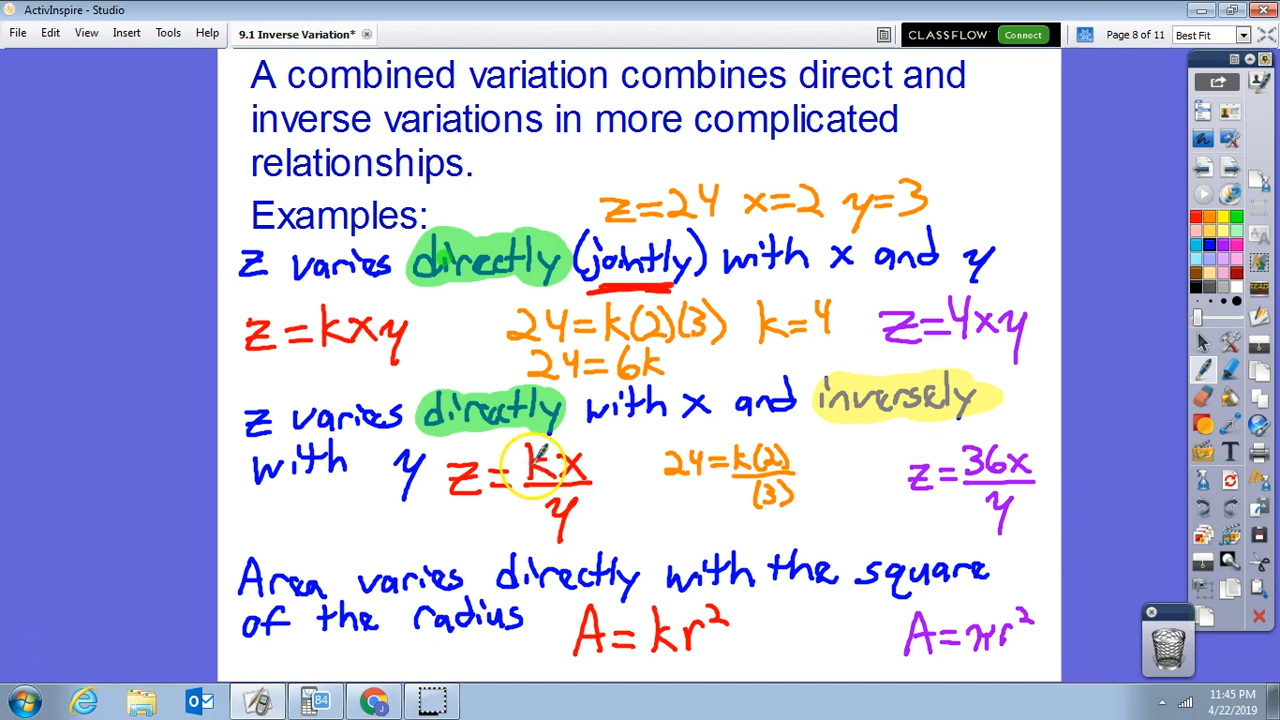 ActivInspire - Studio
File Edit View Insert Tools Help 9.1 Inverse Variation* CLASSFLOW Connect Page 8 of 11 Best Fit
A combined variation combines direct and
inverse variations in more complicated
relationships.
Examples:
z=24 x=2 y=3
z varies directly (jointly) with x and y
z=kxy 24=k(2)(3) k=4 z=4xy
24=6k
z varies directly with x and inversely
with y z=kx/y 24=k(2)/(3) z=36x/y
Area varies directly with the square
of the radius A=kr² A=πr²
84
11:45 PM
4/22/2019